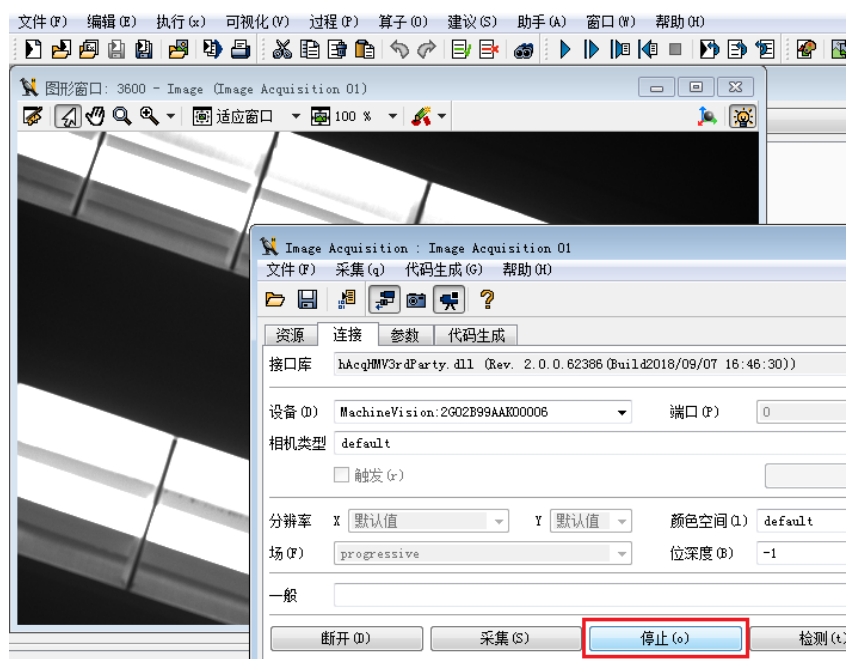 文件(F) 编辑(E) 执行(x) 可视化(V) 过程(P) 算子(O) 建议(S) 助手(A) 窗口(W) 帮助(H)
图形窗口: 3600 - Image (Image Acquisition 01)
适应窗口 100 %
Image Acquisition : Image Acquisition 01
文件(F) 采集(q) 代码生成(G) 帮助(H)
资源 连接 参数 代码生成
接口库 hAcqHMV3rdParty.dll (Rev. 2.0.0.62386(Build2018/09/07 16:46:30))
设备(D) MachineVision:2G02B99AAK00006 端口(P) 0
相机类型 default
触发(r)
分辨率 X 默认值 Y 默认值 颜色空间(l) default
场(F) progressive 位深度(B) -1
一般
断开(D) 采集(S) 停止(o) 检测(t)